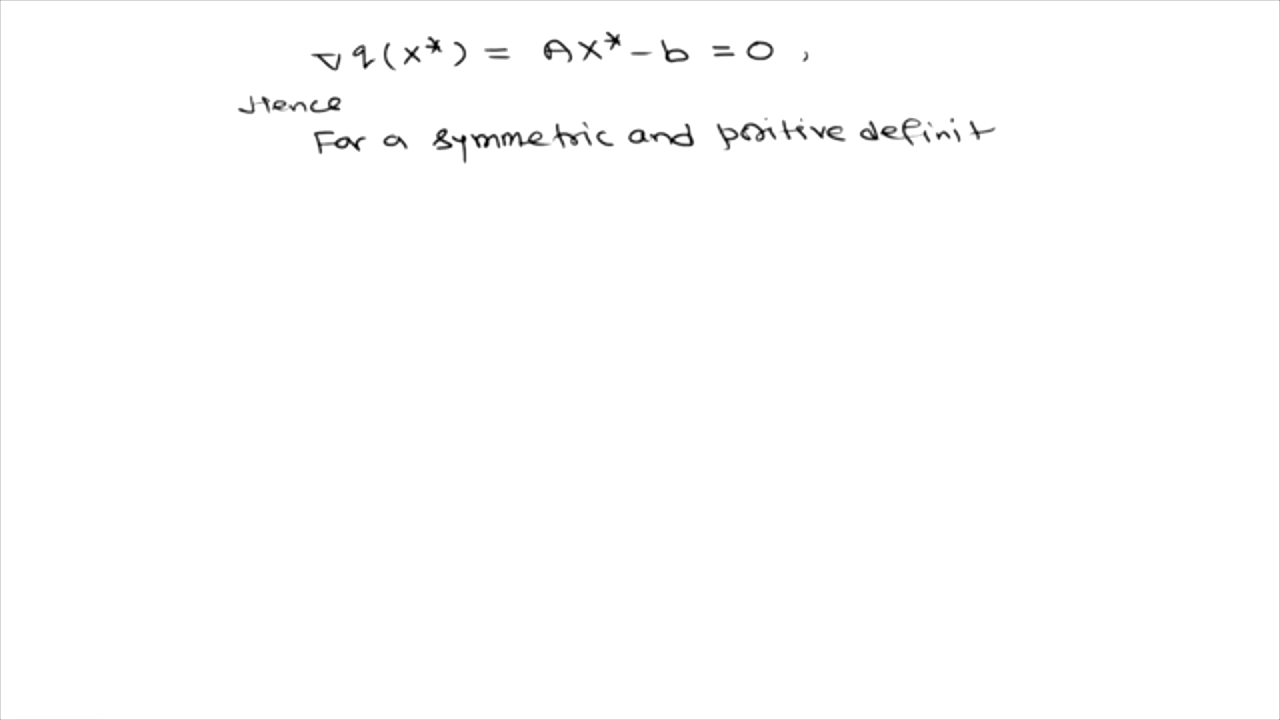 ∇q(x*) = Ax* - b = 0 ,
Hence
For a symmetric and positive definit